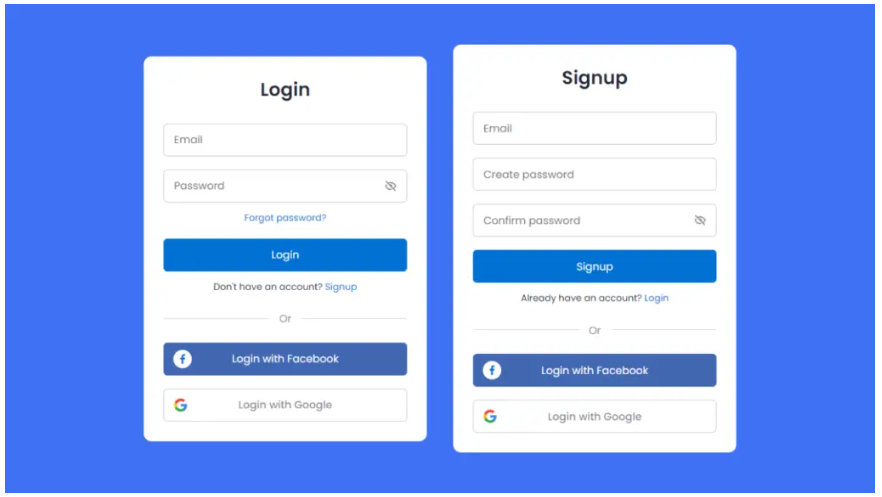 Login
Email
Password
Forgot password?
Login
Don't have an account? Signup
Or
Login with Facebook
Login with Google
Signup
Email
Create password
Confirm password
Signup
Already have an account? Login
Or
Login with Facebook
Login with Google